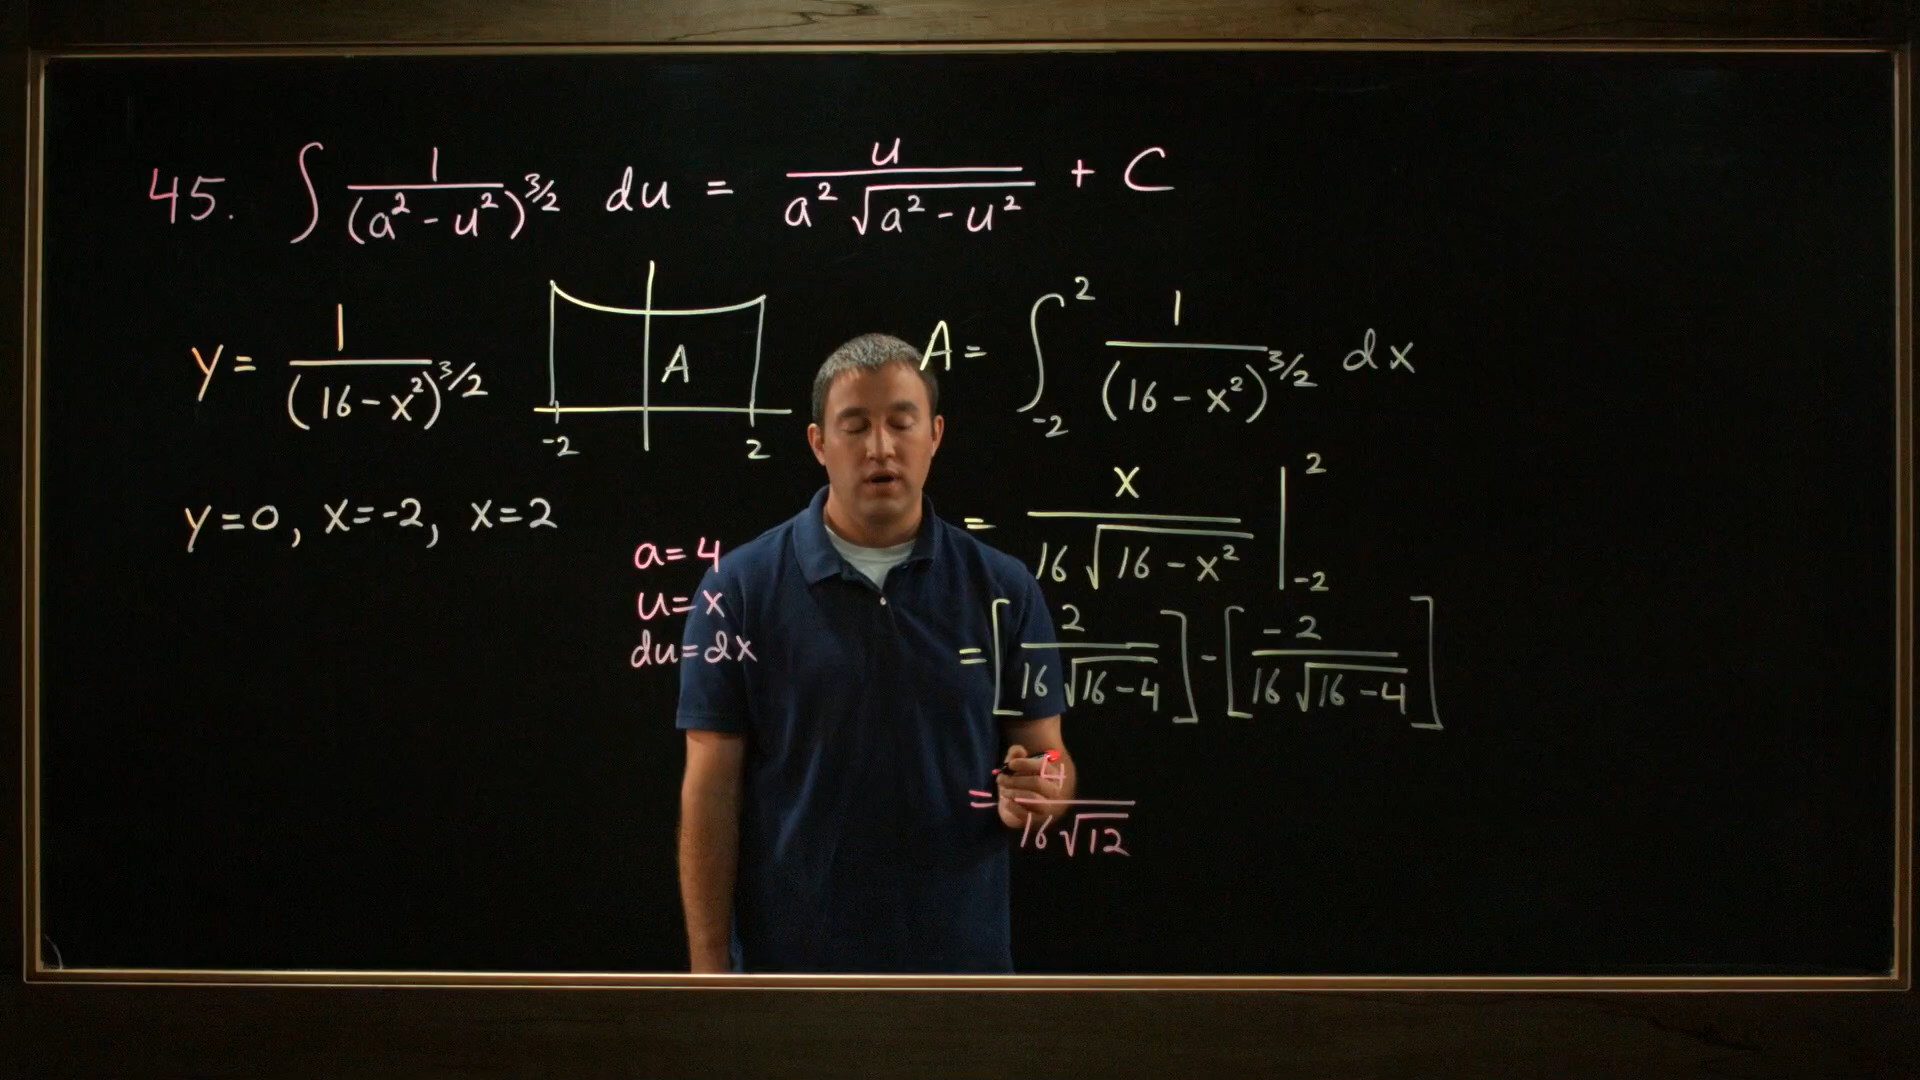 45. ∫ 1/(a² - u²)^3/2 du = u/(a² √(a² - u²)) + C
y = 1/(16 - x²)^3/2
-2 A 2
y=0, x=-2, x=2
a=4
u=x
du=dx
A = ∫_-2^2 1/(16 - x²)^3/2 dx
= x/(16 √(16 - x²)) |_-2^2
= [2/(16 √(16-4))] - [-2/(16 √(16-4))]
= 4/(16 √12)